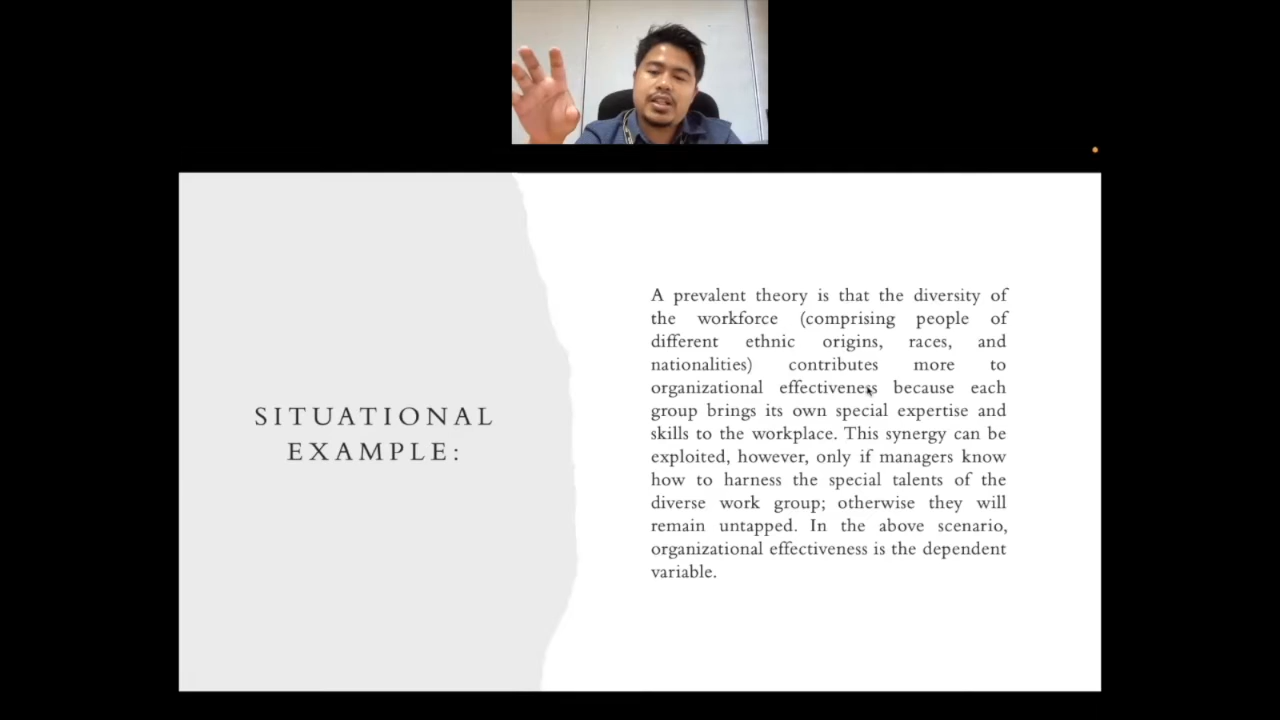 SITUATIONAL
EXAMPLE:
A prevalent theory is that the diversity of
the workforce (comprising people of
different ethnic origins, races, and
nationalities) contributes more to
organizational effectiveness because each
group brings its own special expertise and
skills to the workplace. This synergy can be
exploited, however, only if managers know
how to harness the special talents of the
diverse work group; otherwise they will
remain untapped. In the above scenario,
organizational effectiveness is the dependent
variable.